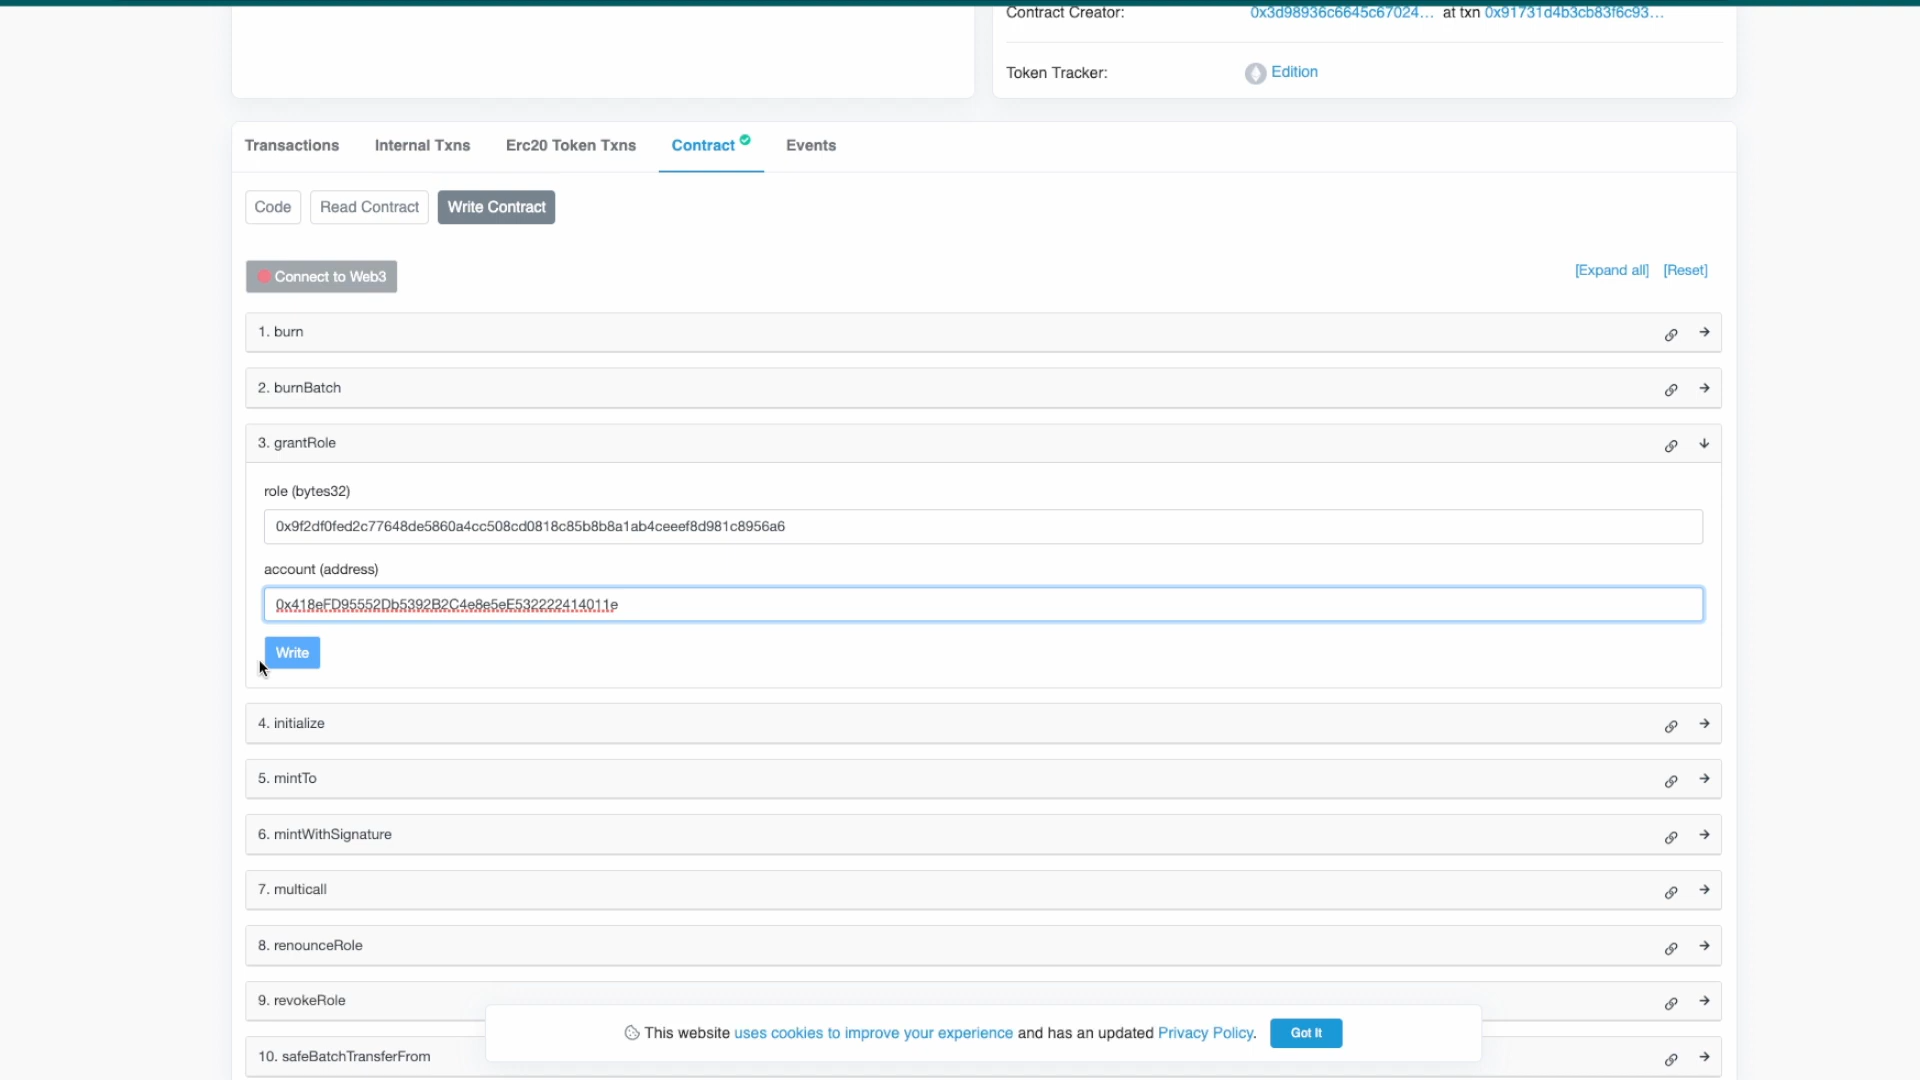 Contract Creator: 0x3d98936c6645c67024... at txn 0x91731d4b3cb83f6c93...
Token Tracker: Edition
Transactions Internal Txns Erc20 Token Txns Contract Events
Code Read Contract Write Contract
Connect to Web3 [Expand all] [Reset]
1. burn
2. burnBatch
3. grantRole
role (bytes32)
0x9f2df0fed2c77648de5860a4cc508cd0818c85b8b8a1ab4ceeef8d981c8956a6
account (address)
0x418eFD95552Db5392B2C4e8e5eE532222414011e
Write
4. initialize
5. mintTo
6. mintWithSignature
7. multicall
8. renounceRole
9. revokeRole
This website uses cookies to improve your experience and has an updated Privacy Policy. Got It
10. safeBatchTransferFrom